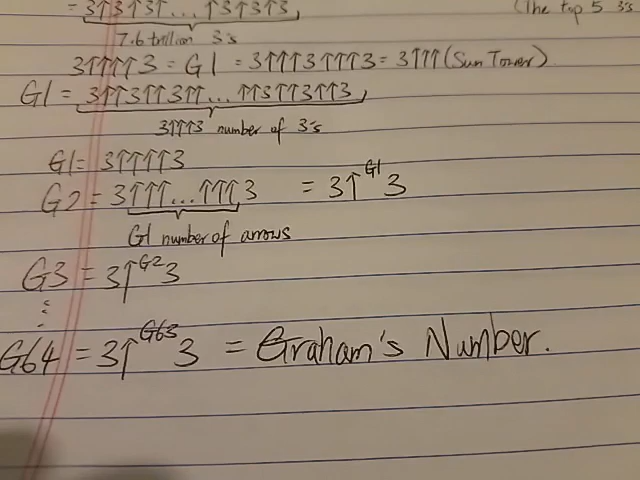 = 3↑3↑3↑... ↑3↑3↑3 (The top 5 3's
7.6 trillion 3's
3↑↑↑↑3 = G1 = 3↑↑↑3↑↑↑3 = 3↑↑↑(Sun Tower)
G1 = 3↑↑3↑↑3↑↑... ↑↑3↑↑3↑↑3
3↑↑↑3 number of 3's
G1 = 3↑↑↑↑3
G2 = 3↑↑↑...↑↑↑3 = 3↑^G1 3
G1 number of arrows
G3 = 3↑^G2 3
⋮
G64 = 3↑^G63 3 = Graham's Number.